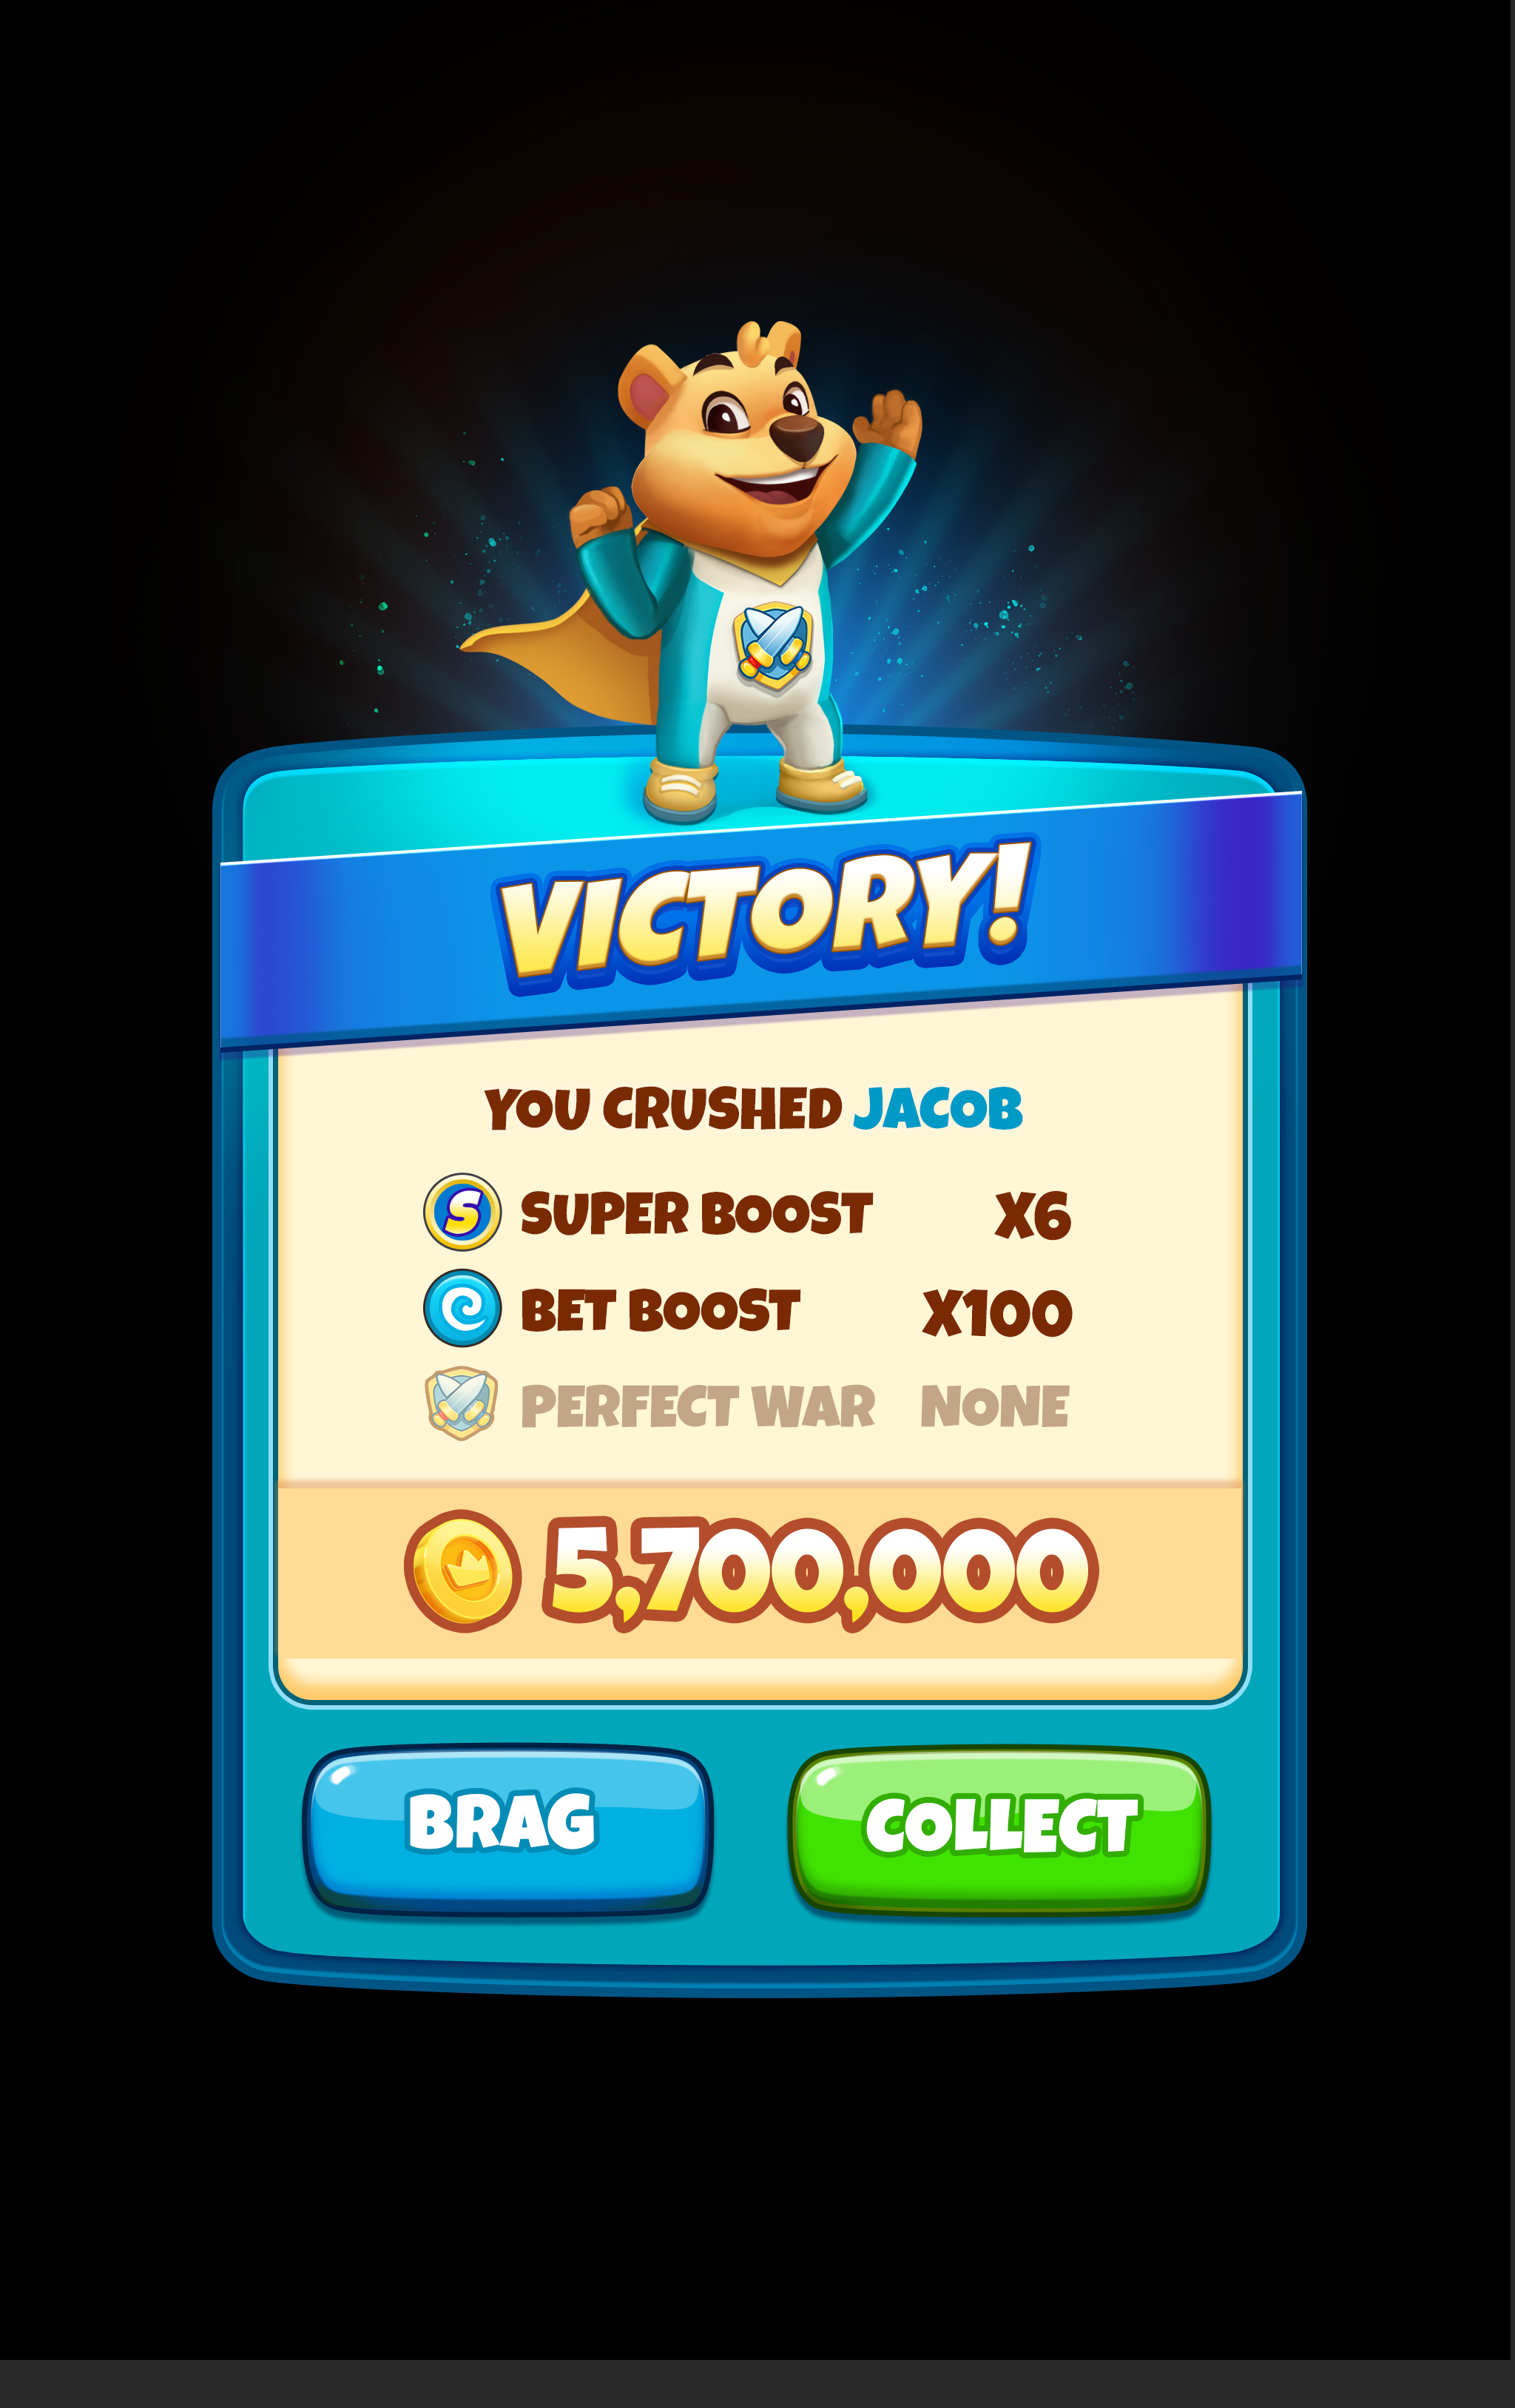 VICTORY!
YOU CRUSHED JACOB
S SUPER BOOST X6
BET BOOST X100
PERFECT WAR NONE
5,700,000
BRAG
COLLECT